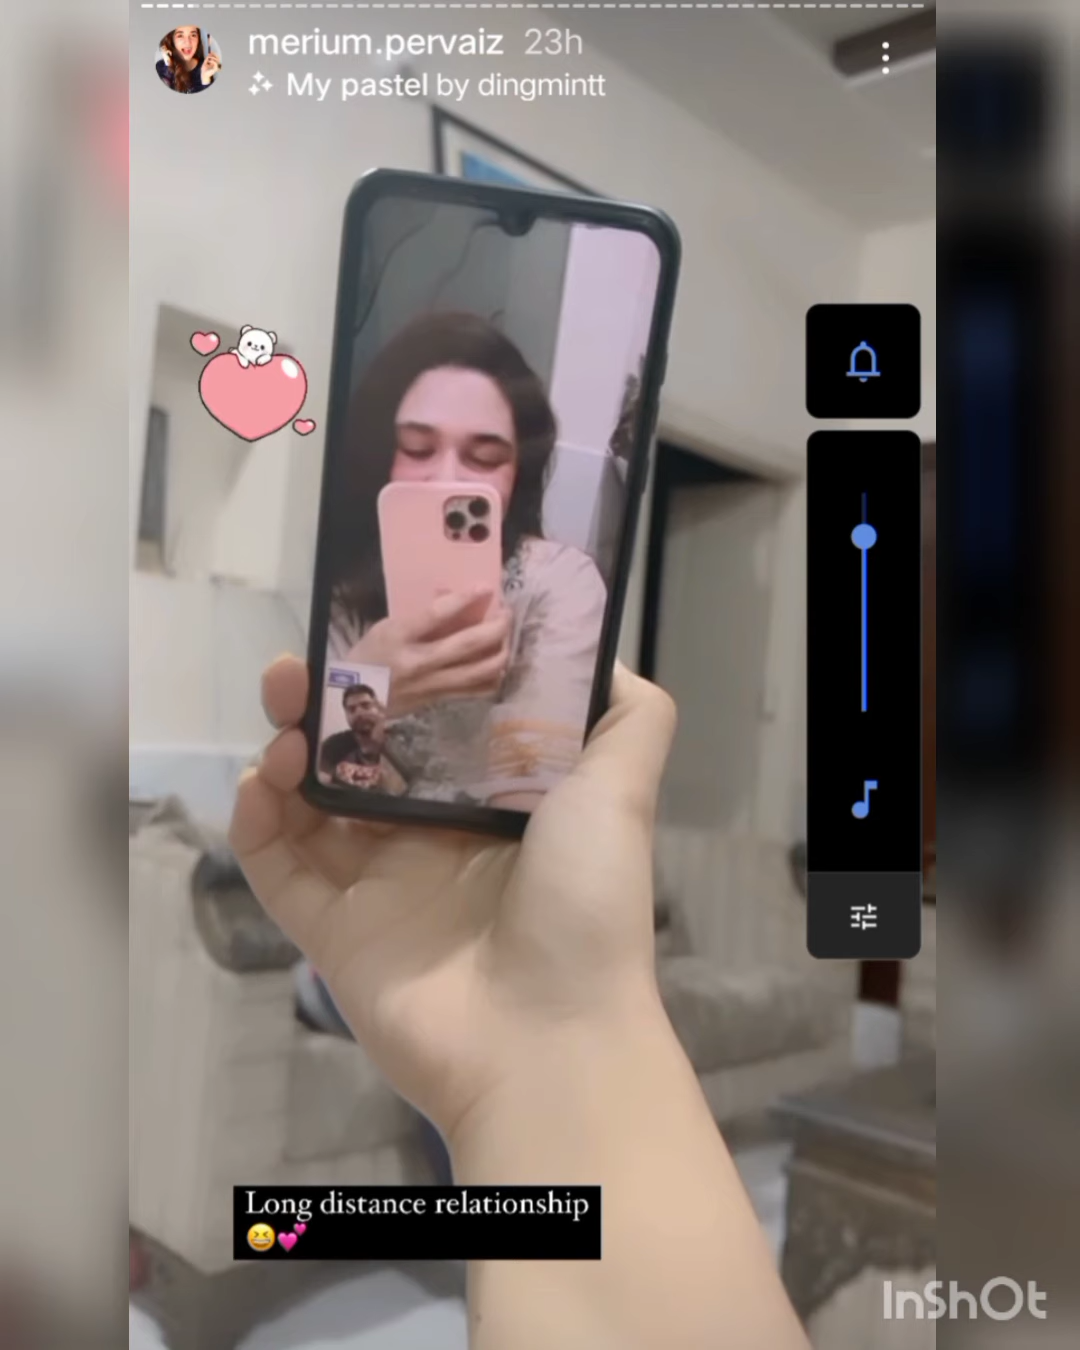 merium.pervaiz 23h
My pastel by dingmintt
Long distance relationship
😆💕
InShOt